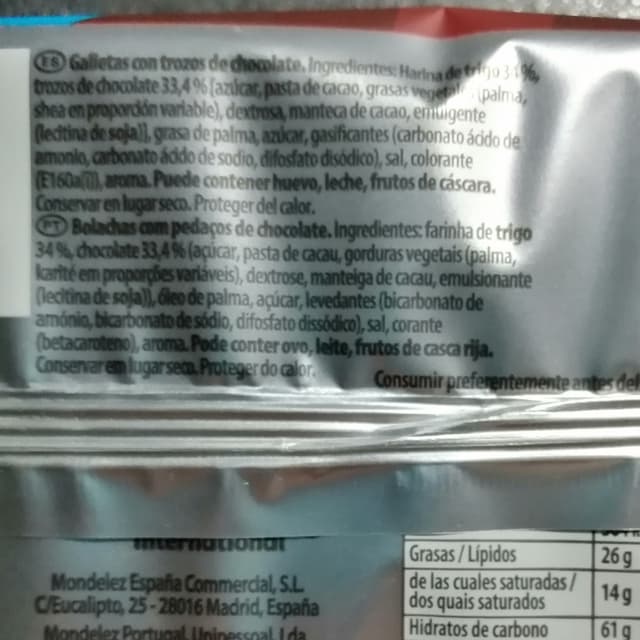 ES Galletas con trozos de chocolate. Ingredientes: Harina de trigo 34%,
trozos de chocolate 33,4 % [azúcar, pasta de cacao, grasas vegetales (palma,
shea en proporción variable), dextrosa, manteca de cacao, emulgente
(lecitina de soja)], grasa de palma, azúcar, gasificantes (carbonato ácido de
amonio, carbonato ácido de sodio, difosfato disódico), sal, colorante
(E160a(i)), aroma. Puede contener huevo, leche, frutos de cáscara.
Conservar en lugar seco. Proteger del calor.
PT Bolachas com pedaços de chocolate. Ingredientes: farinha de trigo
34 %, chocolate 33,4 % (açúcar, pasta de cacau, gorduras vegetais (palma,
karité em proporções variáveis), dextrose, manteiga de cacau, emulsionante
(lecitina de soja)), óleo de palma, açúcar, levedantes (bicarbonato de
amónio, bicarbonato de sódio, difosfato dissódico), sal, corante
(betacaroteno), aroma. Pode conter ovo, leite, frutos de casca rija.
Conservar em lugar seco. Proteger do calor.
Consumir preferentemente antes del
International
Mondelez España Commercial, S.L.
C/Eucalipto, 25 - 28016 Madrid, España
Mondelez Portugal, Unipessoal, Lda
Grasas / Lípidos 26 g
de las cuales saturadas /
dos quais saturados 14 g
Hidratos de carbono 61 g